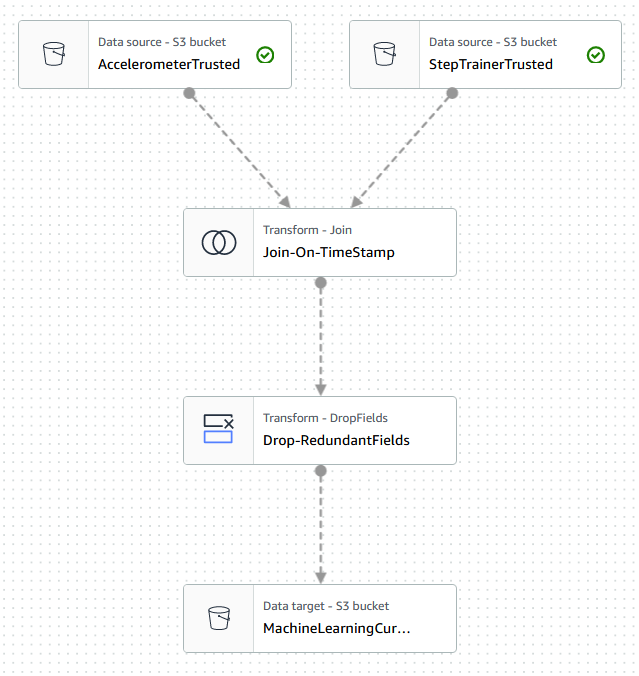 Data source - S3 bucket
AccelerometerTrusted
Data source - S3 bucket
StepTrainerTrusted
Transform - Join
Join-On-TimeStamp
Transform - DropFields
Drop-RedundantFields
Data target - S3 bucket
MachineLearningCur...